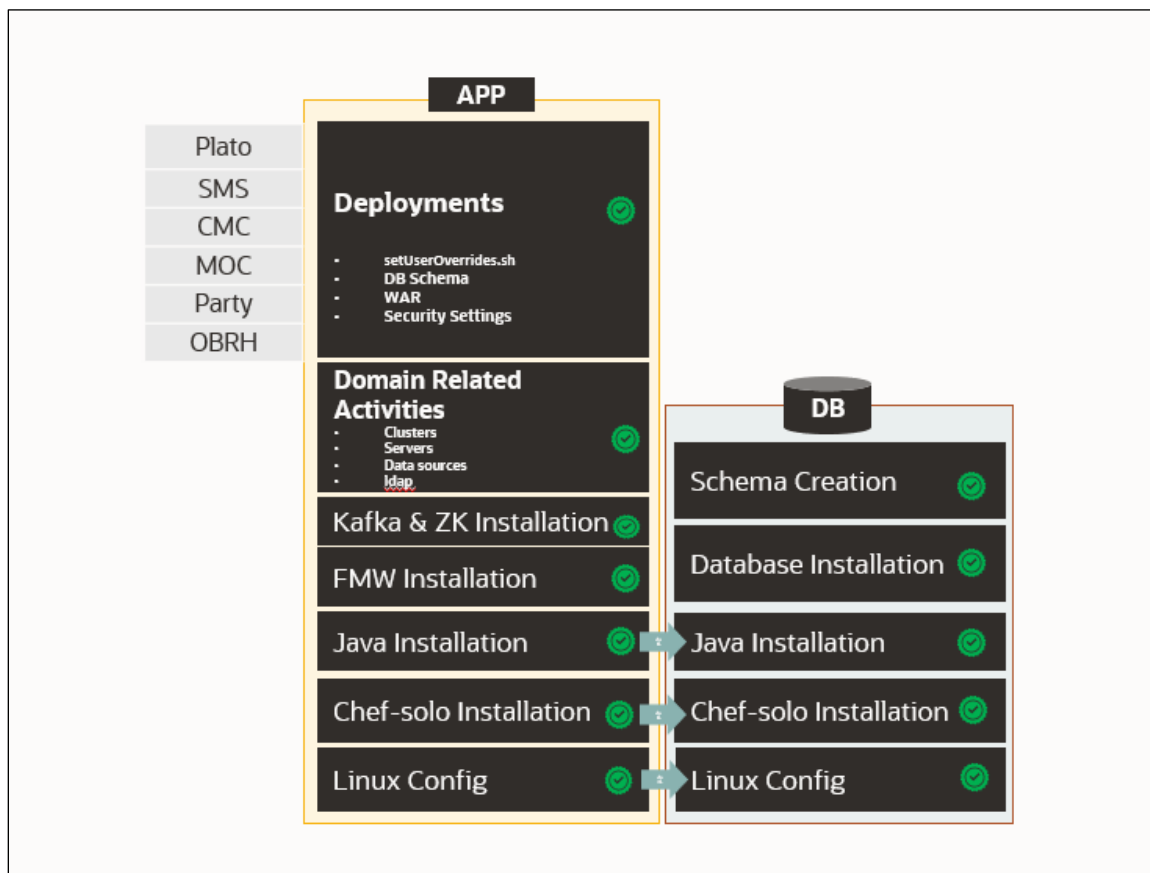 APP
Plato
SMS
CMC
MOC
Party
OBRH
Deployments
- setUserOverrides.sh
- DB Schema
- WAR
- Security Settings
Domain Related
Activities
- Clusters
- Servers
- Data sources
- ldap
Kafka & ZK Installation
FMW Installation
Java Installation
Chef-solo Installation
Linux Config
DB
Schema Creation
Database Installation
Java Installation
Chef-solo Installation
Linux Config